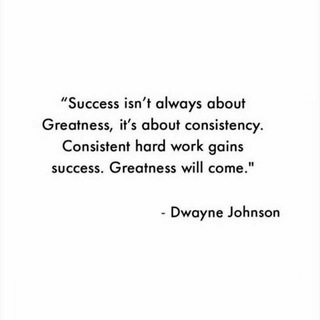 “Success isn’t always about
Greatness, it’s about consistency.
Consistent hard work gains
success. Greatness will come."
- Dwayne Johnson